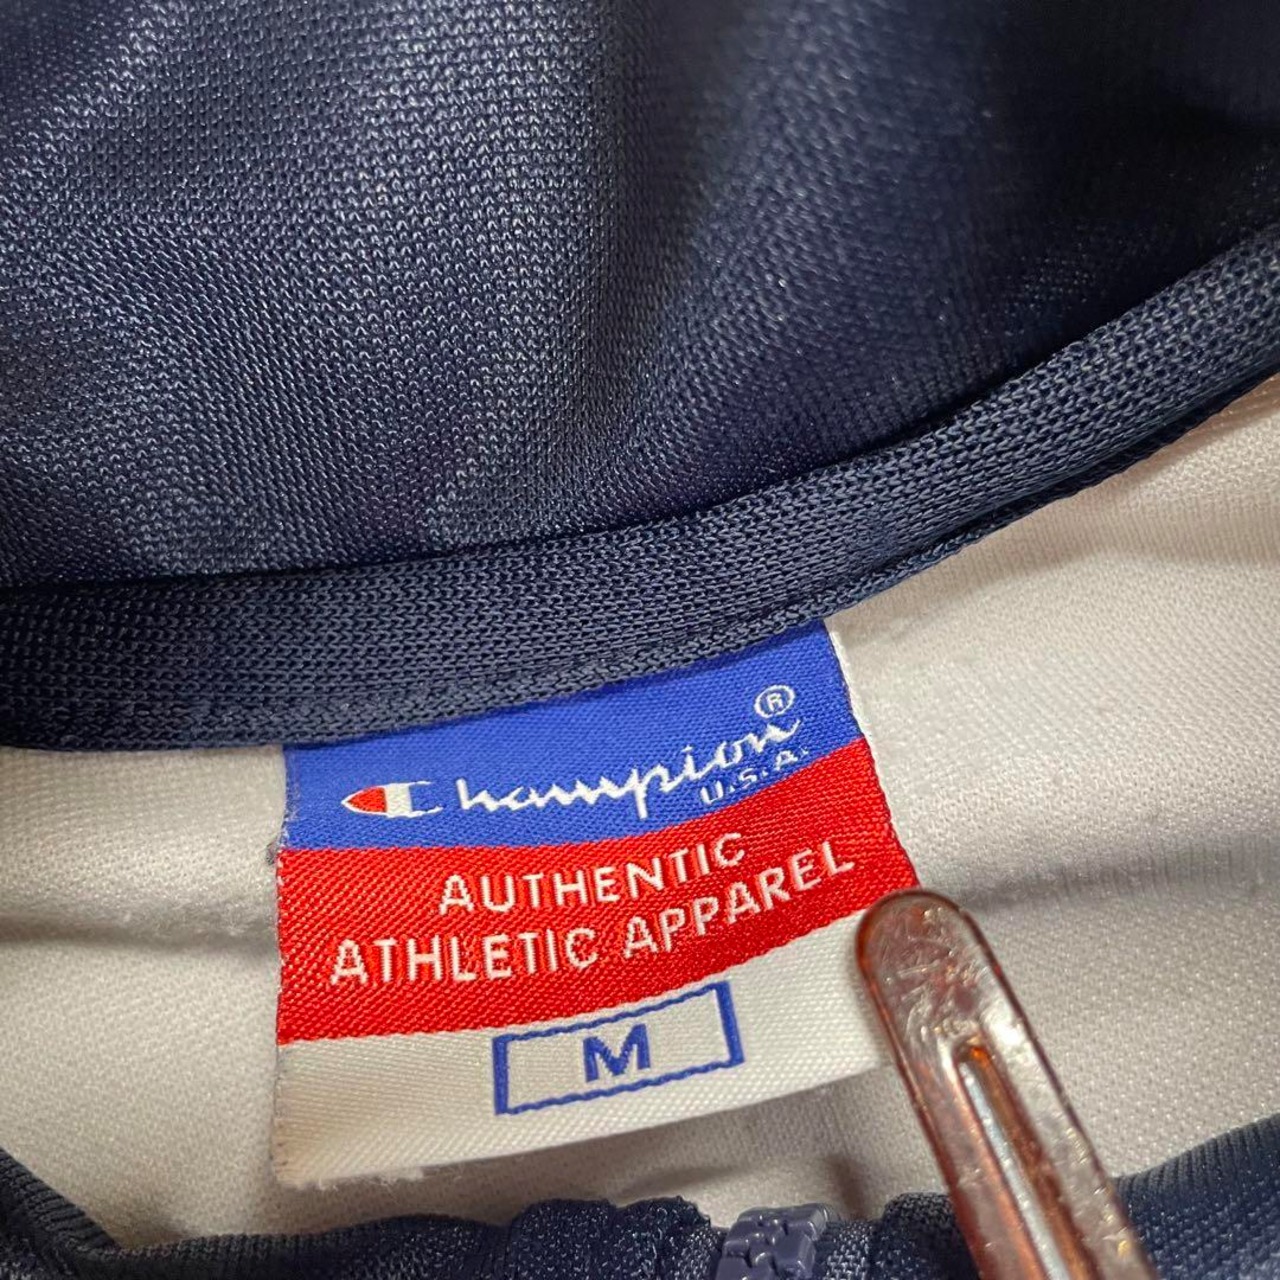 Champion®
U.S.A.
AUTHENTIC
ATHLETIC APPAREL
M